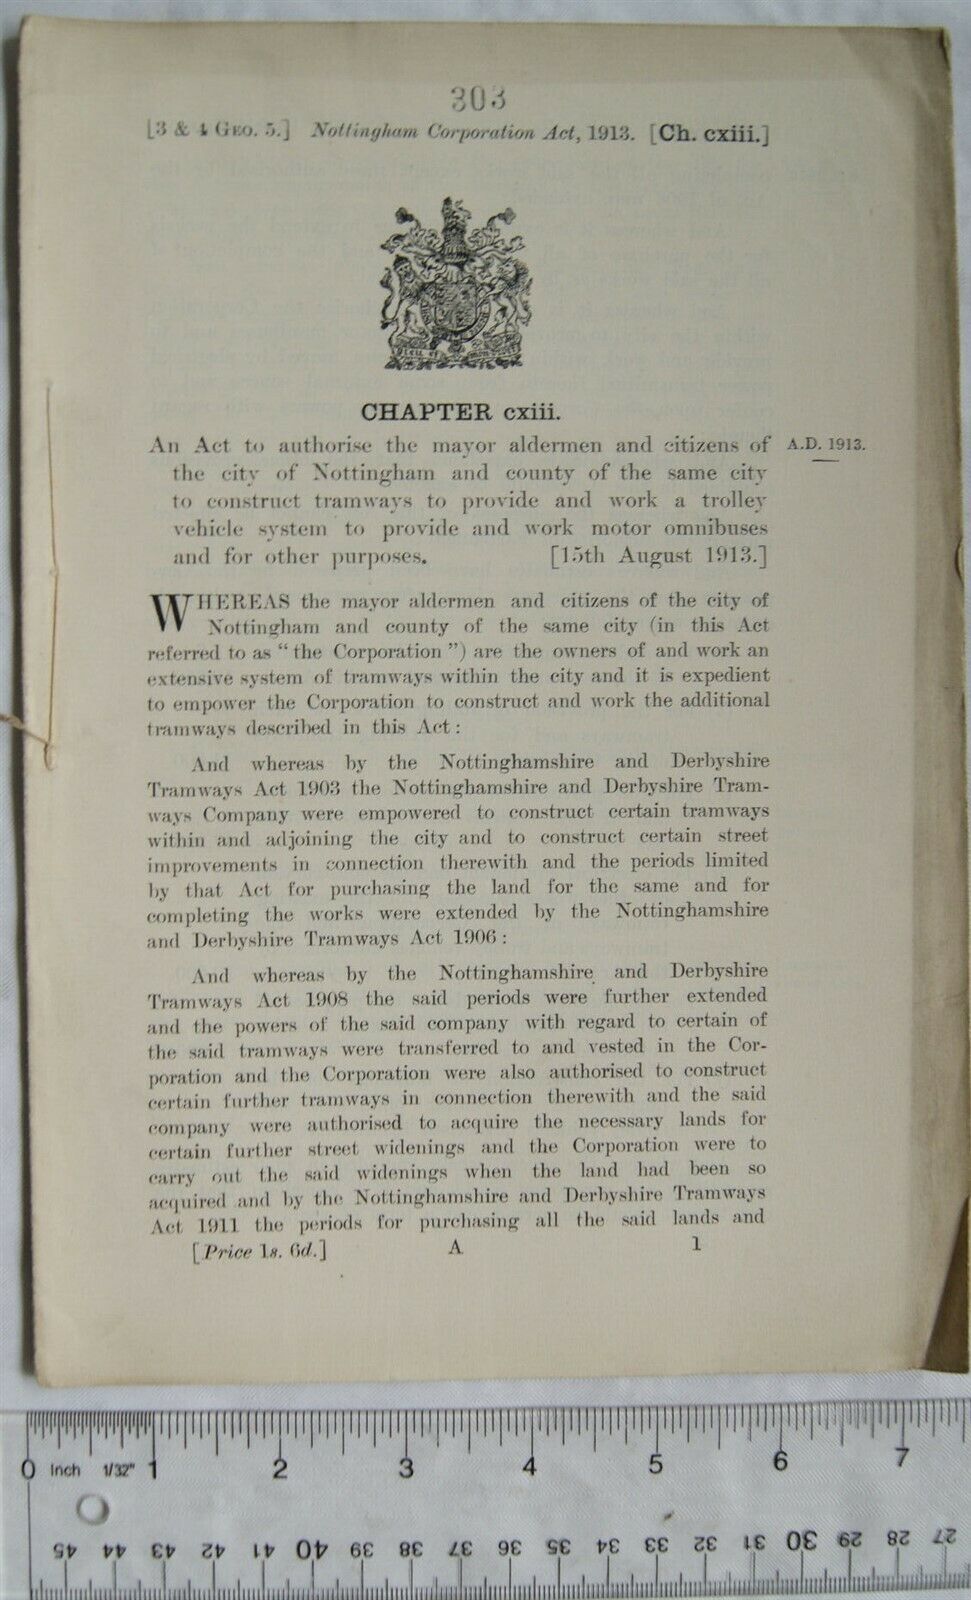 303
[3 & 4 GEO. 5.] Nottingham Corporation Act, 1913. [Ch. cxiii.]
DIEU ET MON DROIT
CHAPTER cxiii.
An Act to authorise the mayor aldermen and citizens of A.D. 1913.
the city of Nottingham and county of the same city
to construct tramways to provide and work a trolley
vehicle system to provide and work motor omnibuses
and for other purposes. [15th August 1913.]
WHEREAS the mayor aldermen and citizens of the city of
Nottingham and county of the same city (in this Act
referred to as “ the Corporation ”) are the owners of and work an
extensive system of tramways within the city and it is expedient
to empower the Corporation to construct and work the additional
tramways described in this Act :
And whereas by the Nottinghamshire and Derbyshire
Tramways Act 1903 the Nottinghamshire and Derbyshire Tram-
ways Company were empowered to construct certain tramways
within and adjoining the city and to construct certain street
improvements in connection therewith and the periods limited
by that Act for purchasing the land for the same and for
completing the works were extended by the Nottinghamshire
and Derbyshire Tramways Act 1906 :
And whereas by the Nottinghamshire and Derbyshire
Tramways Act 1908 the said periods were further extended
and the powers of the said company with regard to certain of
the said tramways were transferred to and vested in the Cor-
poration and the Corporation were also authorised to construct
certain further tramways in connection therewith and the said
company were authorised to acquire the necessary lands for
certain further street widenings and the Corporation were to
carry out the said widenings when the land had been so
acquired and by the Nottinghamshire and Derbyshire Tramways
Act 1911 the periods for purchasing all the said lands and
[Price 1s. 6d.] A 1
0 Inch 1/32" 1 2 3 4 5 6 7
45 44 43 42 41 40 39 38 37 36 35 34 33 32 31 30 29 28 27